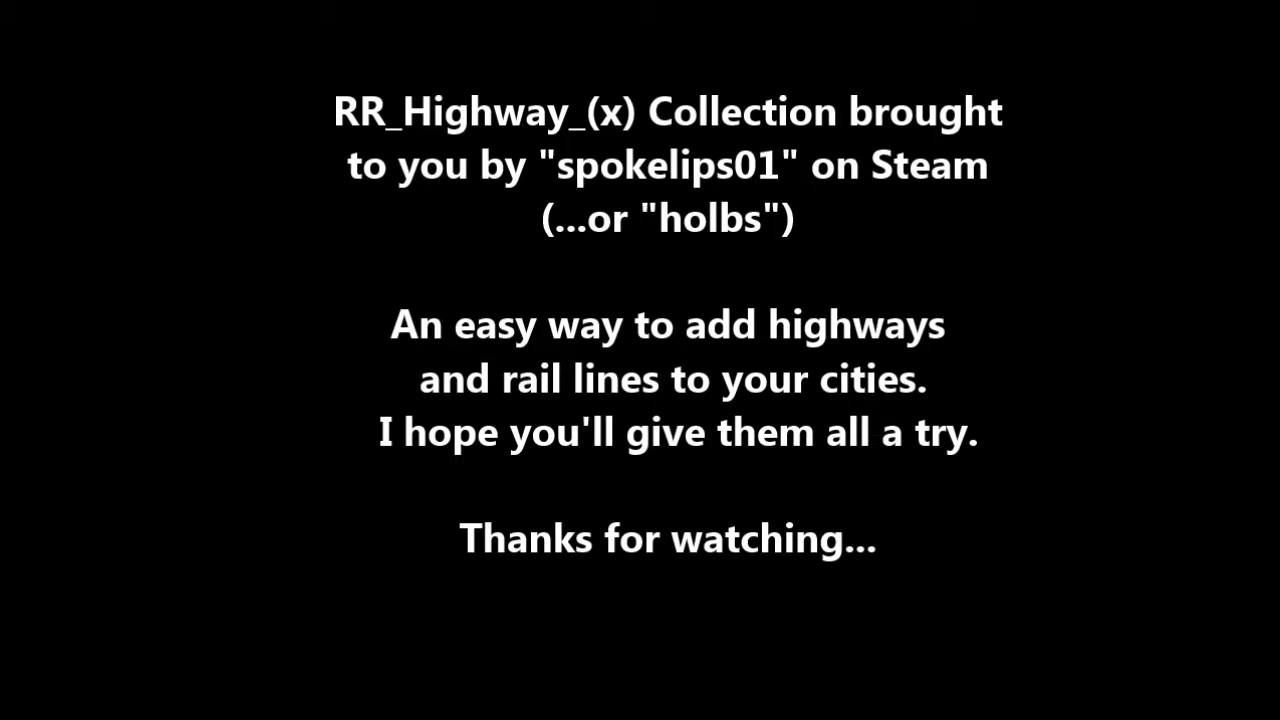 RR_Highway_(x) Collection brought
to you by "spokelips01" on Steam
(...or "holbs")
An easy way to add highways
and rail lines to your cities.
I hope you'll give them all a try.
Thanks for watching...